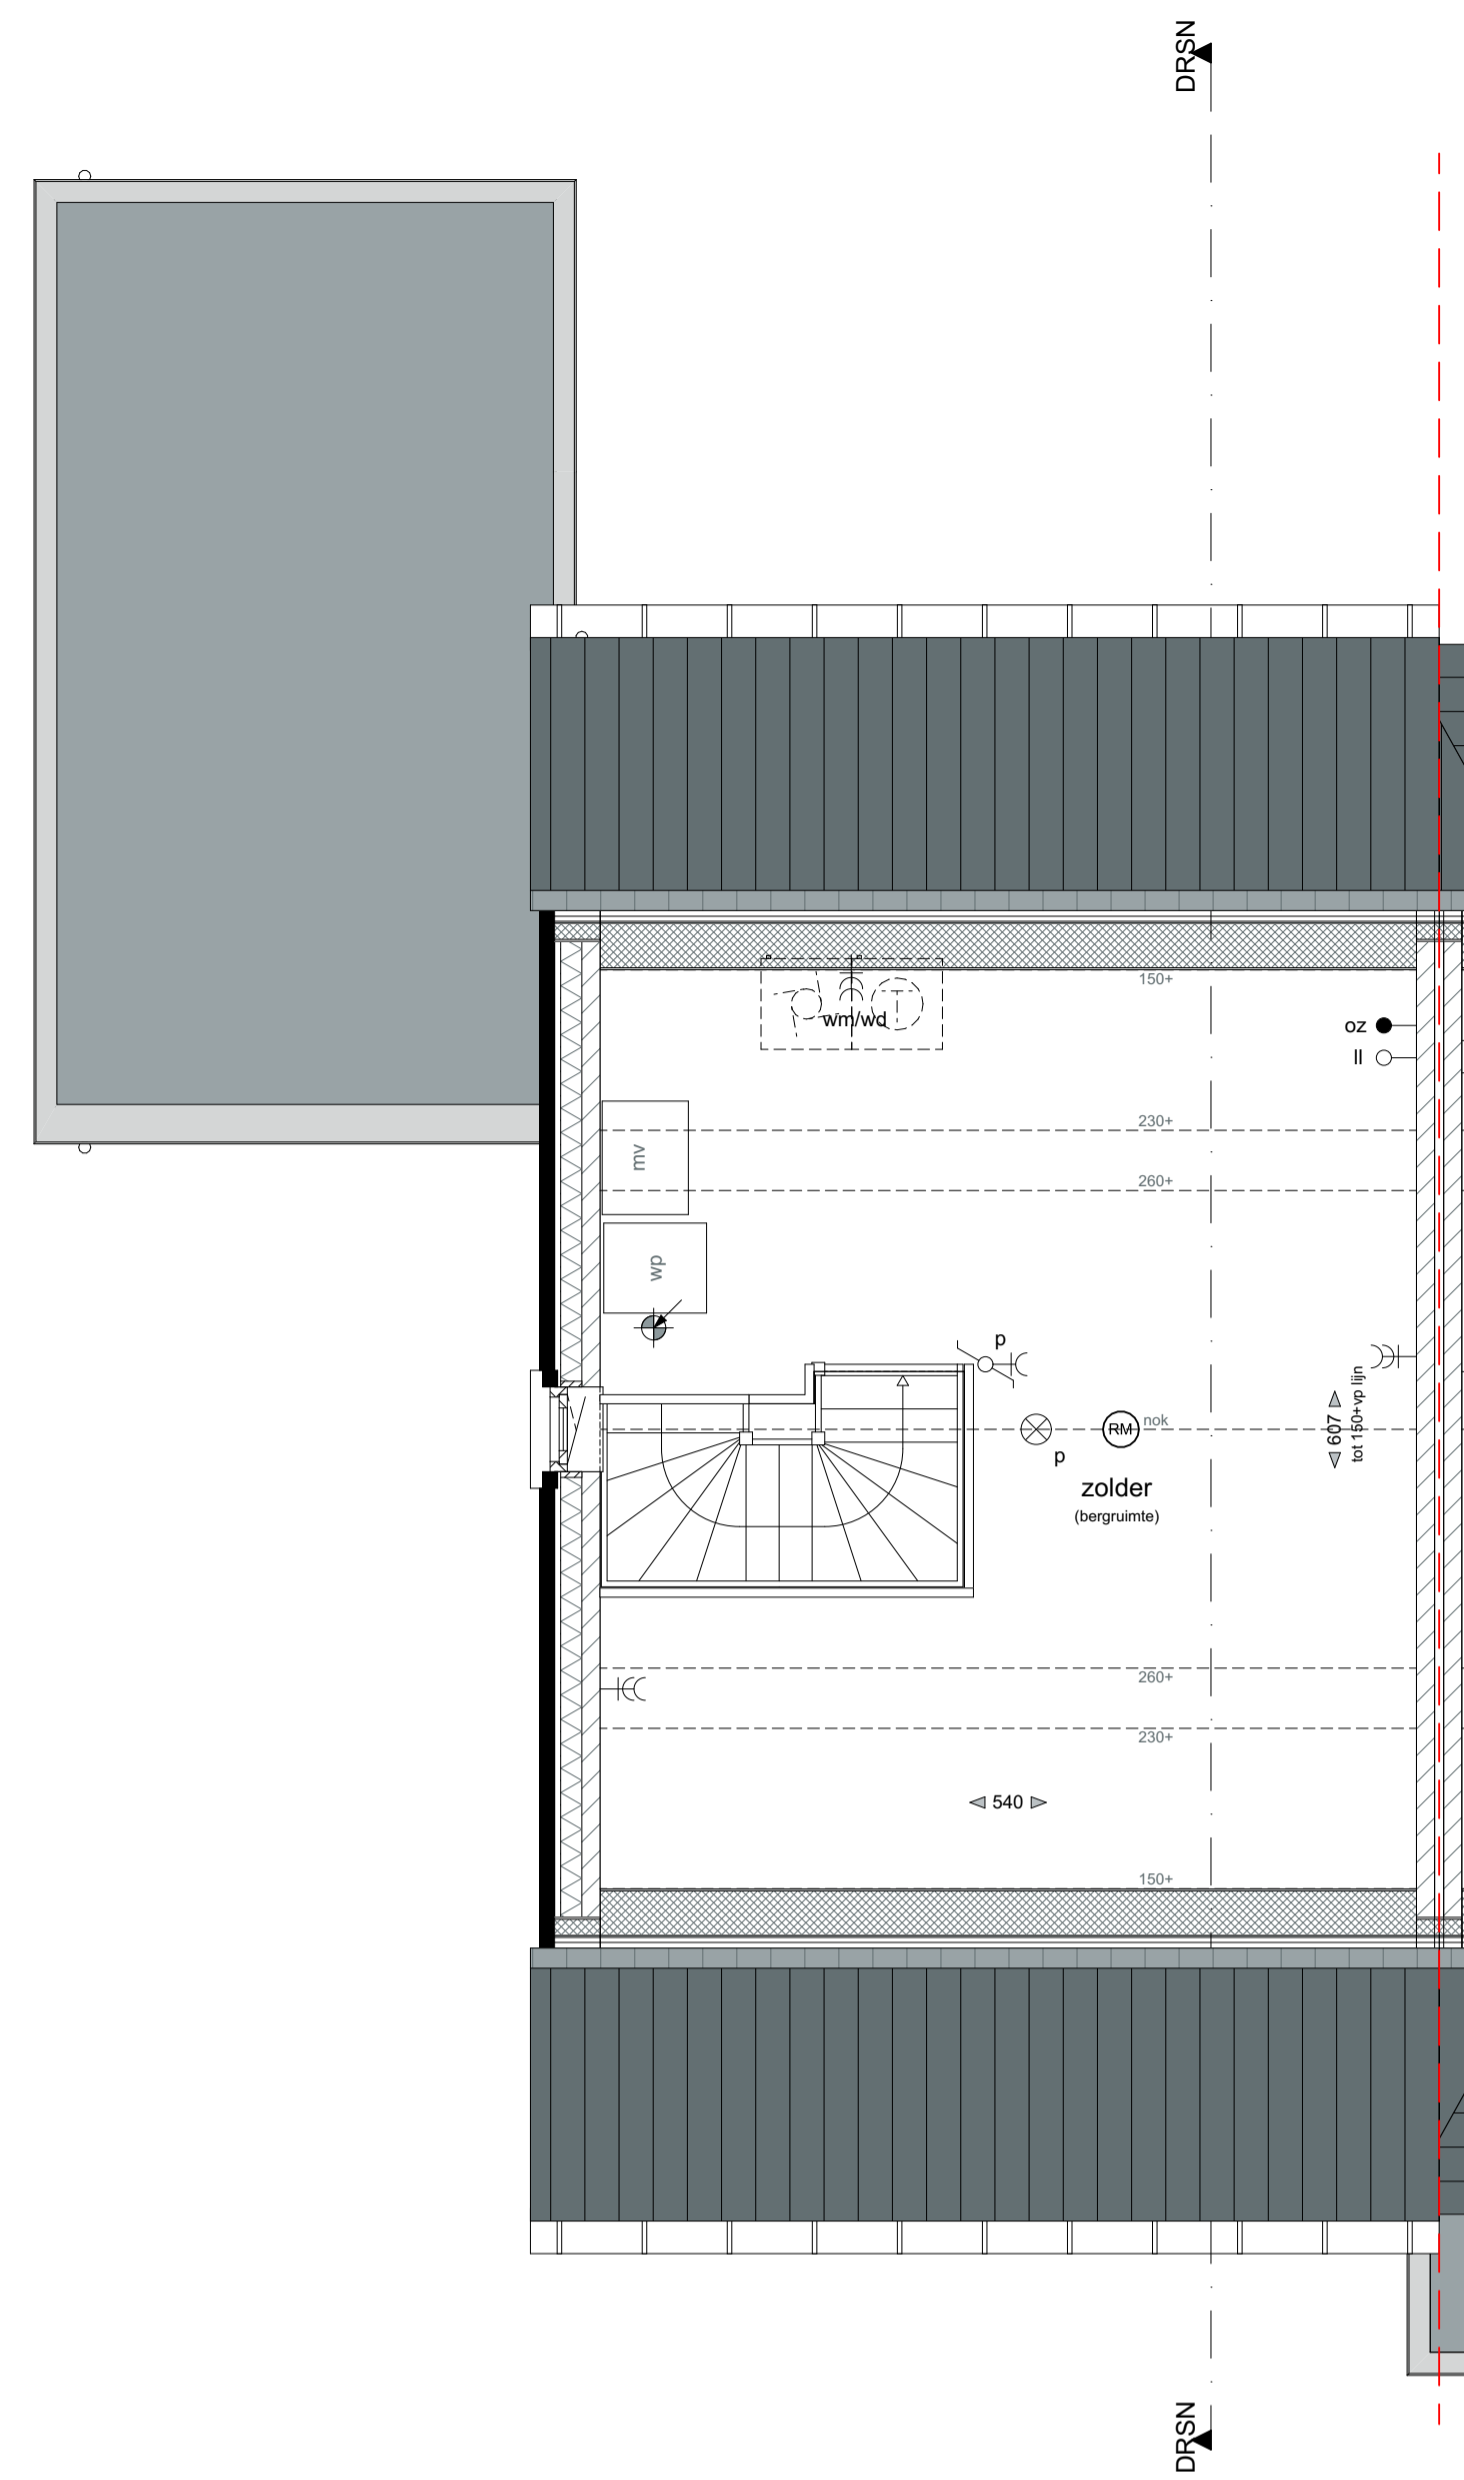 DRSN
150+
wm/wd
oz
ll
230+
mv
260+
wp
p
nok
RM
p
607
tot 150+vp lijn
zolder
(bergruimte)
260+
230+
540
150+
DRSN